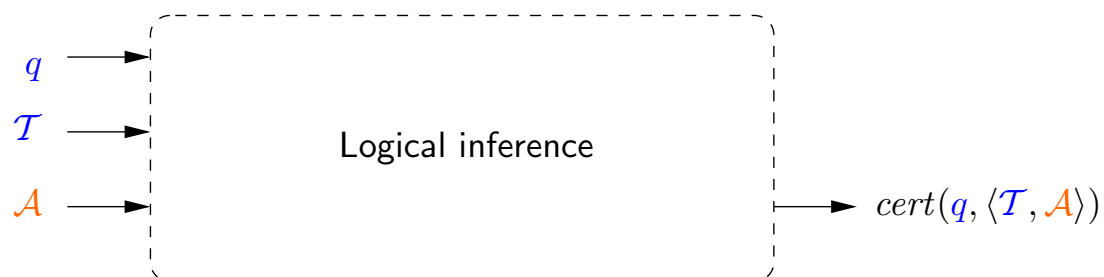 q
𝒯
𝒜
Logical inference
cert(q, ⟨𝒯, 𝒜⟩)